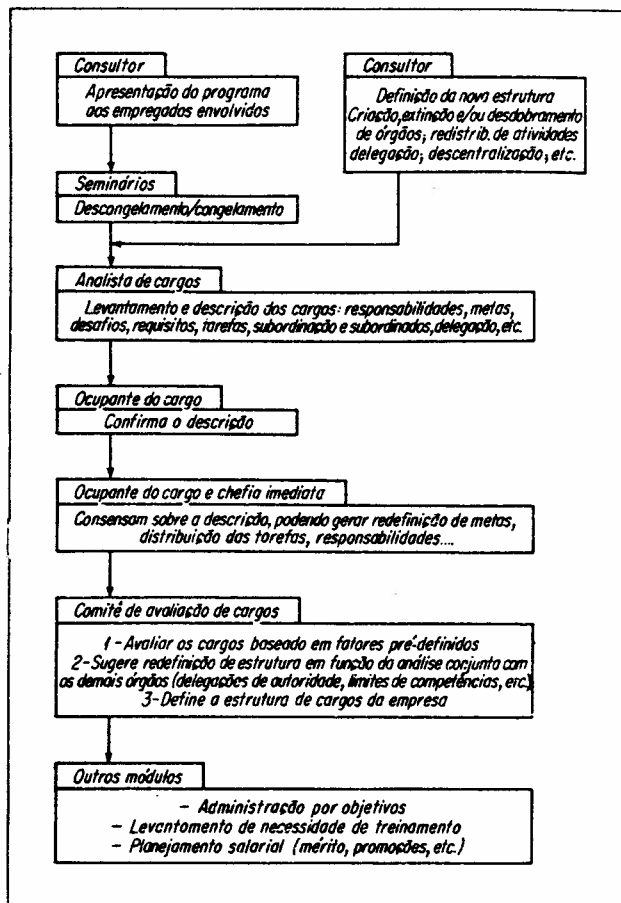 Consultor
Apresentação do programa
aos empregados envolvidos
Consultor
Definição da nova estrutura
Criação, extinção e/ou desdobramento
de órgãos; redistrib. de atividades
delegação; descentralização; etc.
Seminários
Descongelamento/congelamento
Analista de cargos
Levantamento e descrição dos cargos: responsabilidades, metas,
desafios, requisitos, tarefas, subordinação e subordinados, delegação, etc.
Ocupante do cargo
Confirma o descrição
Ocupante do cargo e chefia imediata
Consensam sobre a descrição, podendo gerar redefinição de metas,
distribuição das tarefas, responsabilidades....
Comitê de avaliação de cargos
1-Avaliar os cargos baseado em fatores pré-definidos
2-Sugere redefinição de estrutura em função da análise conjunta com
os demais órgãos (delegações de autoridade, limites de competências, etc.)
3-Define a estrutura de cargos da empresa
Outros módulos
- Administração por objetivos
- Levantamento de necessidade de treinamento
- Planejamento salarial (mérito, promoções, etc.)